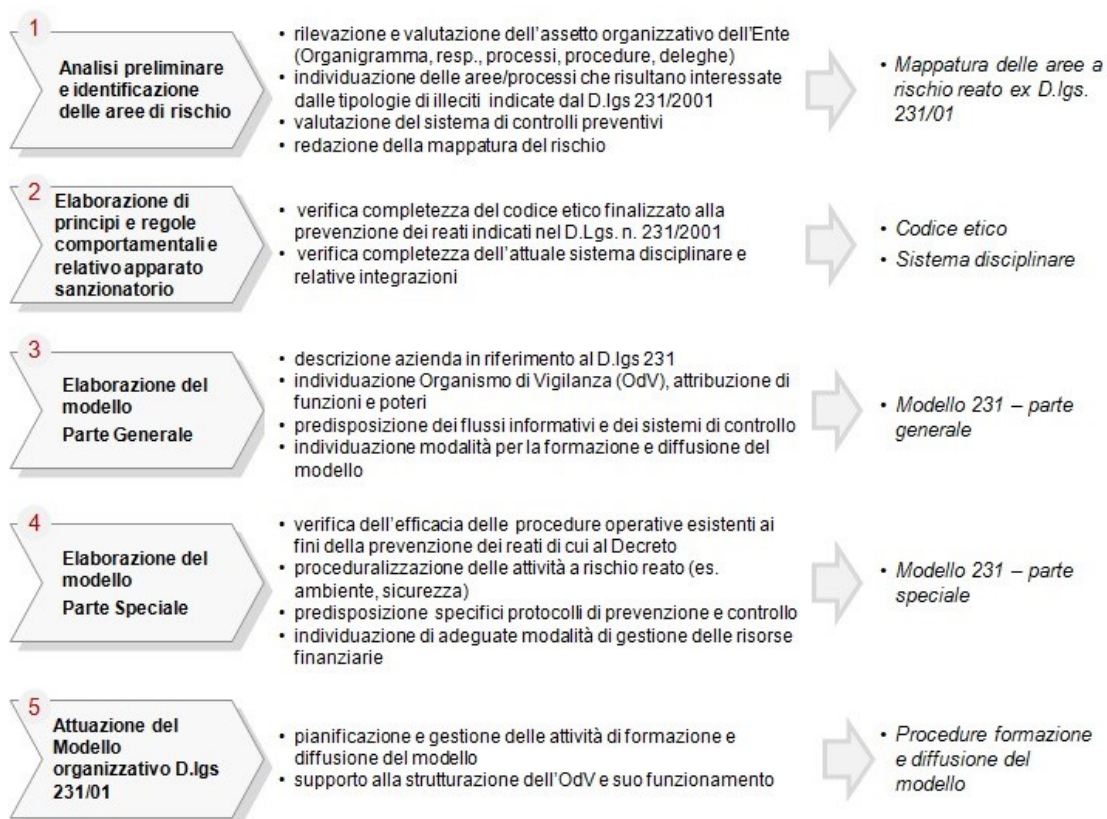 1
Analisi preliminare
e identificazione
delle aree di rischio
• rilevazione e valutazione dell'assetto organizzativo dell'Ente
(Organigramma, resp., processi, procedure, deleghe)
• individuazione delle aree/processi che risultano interessate
dalle tipologie di illeciti indicate dal D.lgs 231/2001
• valutazione del sistema di controlli preventivi
• redazione della mappatura del rischio
• Mappatura delle aree a
rischio reato ex D.lgs.
231/01
2
Elaborazione di
principi e regole
comportamentali e
relativo apparato
sanzionatorio
• verifica completezza del codice etico finalizzato alla
prevenzione dei reati indicati nel D.Lgs. n. 231/2001
• verifica completezza dell'attuale sistema disciplinare e
relative integrazioni
• Codice etico
• Sistema disciplinare
3
Elaborazione del
modello
Parte Generale
• descrizione azienda in riferimento al D.lgs 231
• individuazione Organismo di Vigilanza (OdV), attribuzione di
funzioni e poteri
• predisposizione dei flussi informativi e dei sistemi di controllo
• individuazione modalità per la formazione e diffusione del
modello
• Modello 231 – parte
generale
4
Elaborazione del
modello
Parte Speciale
• verifica dell'efficacia delle procedure operative esistenti ai
fini della prevenzione dei reati di cui al Decreto
• proceduralizzazione delle attività a rischio reato (es.
ambiente, sicurezza)
• predisposizione specifici protocolli di prevenzione e controllo
• individuazione di adeguate modalità di gestione delle risorse
finanziarie
• Modello 231 – parte
speciale
5
Attuazione del
Modello
organizzativo D.lgs
231/01
• pianificazione e gestione delle attività di formazione e
diffusione del modello
• supporto alla strutturazione dell'OdV e suo funzionamento
• Procedure formazione
e diffusione del
modello